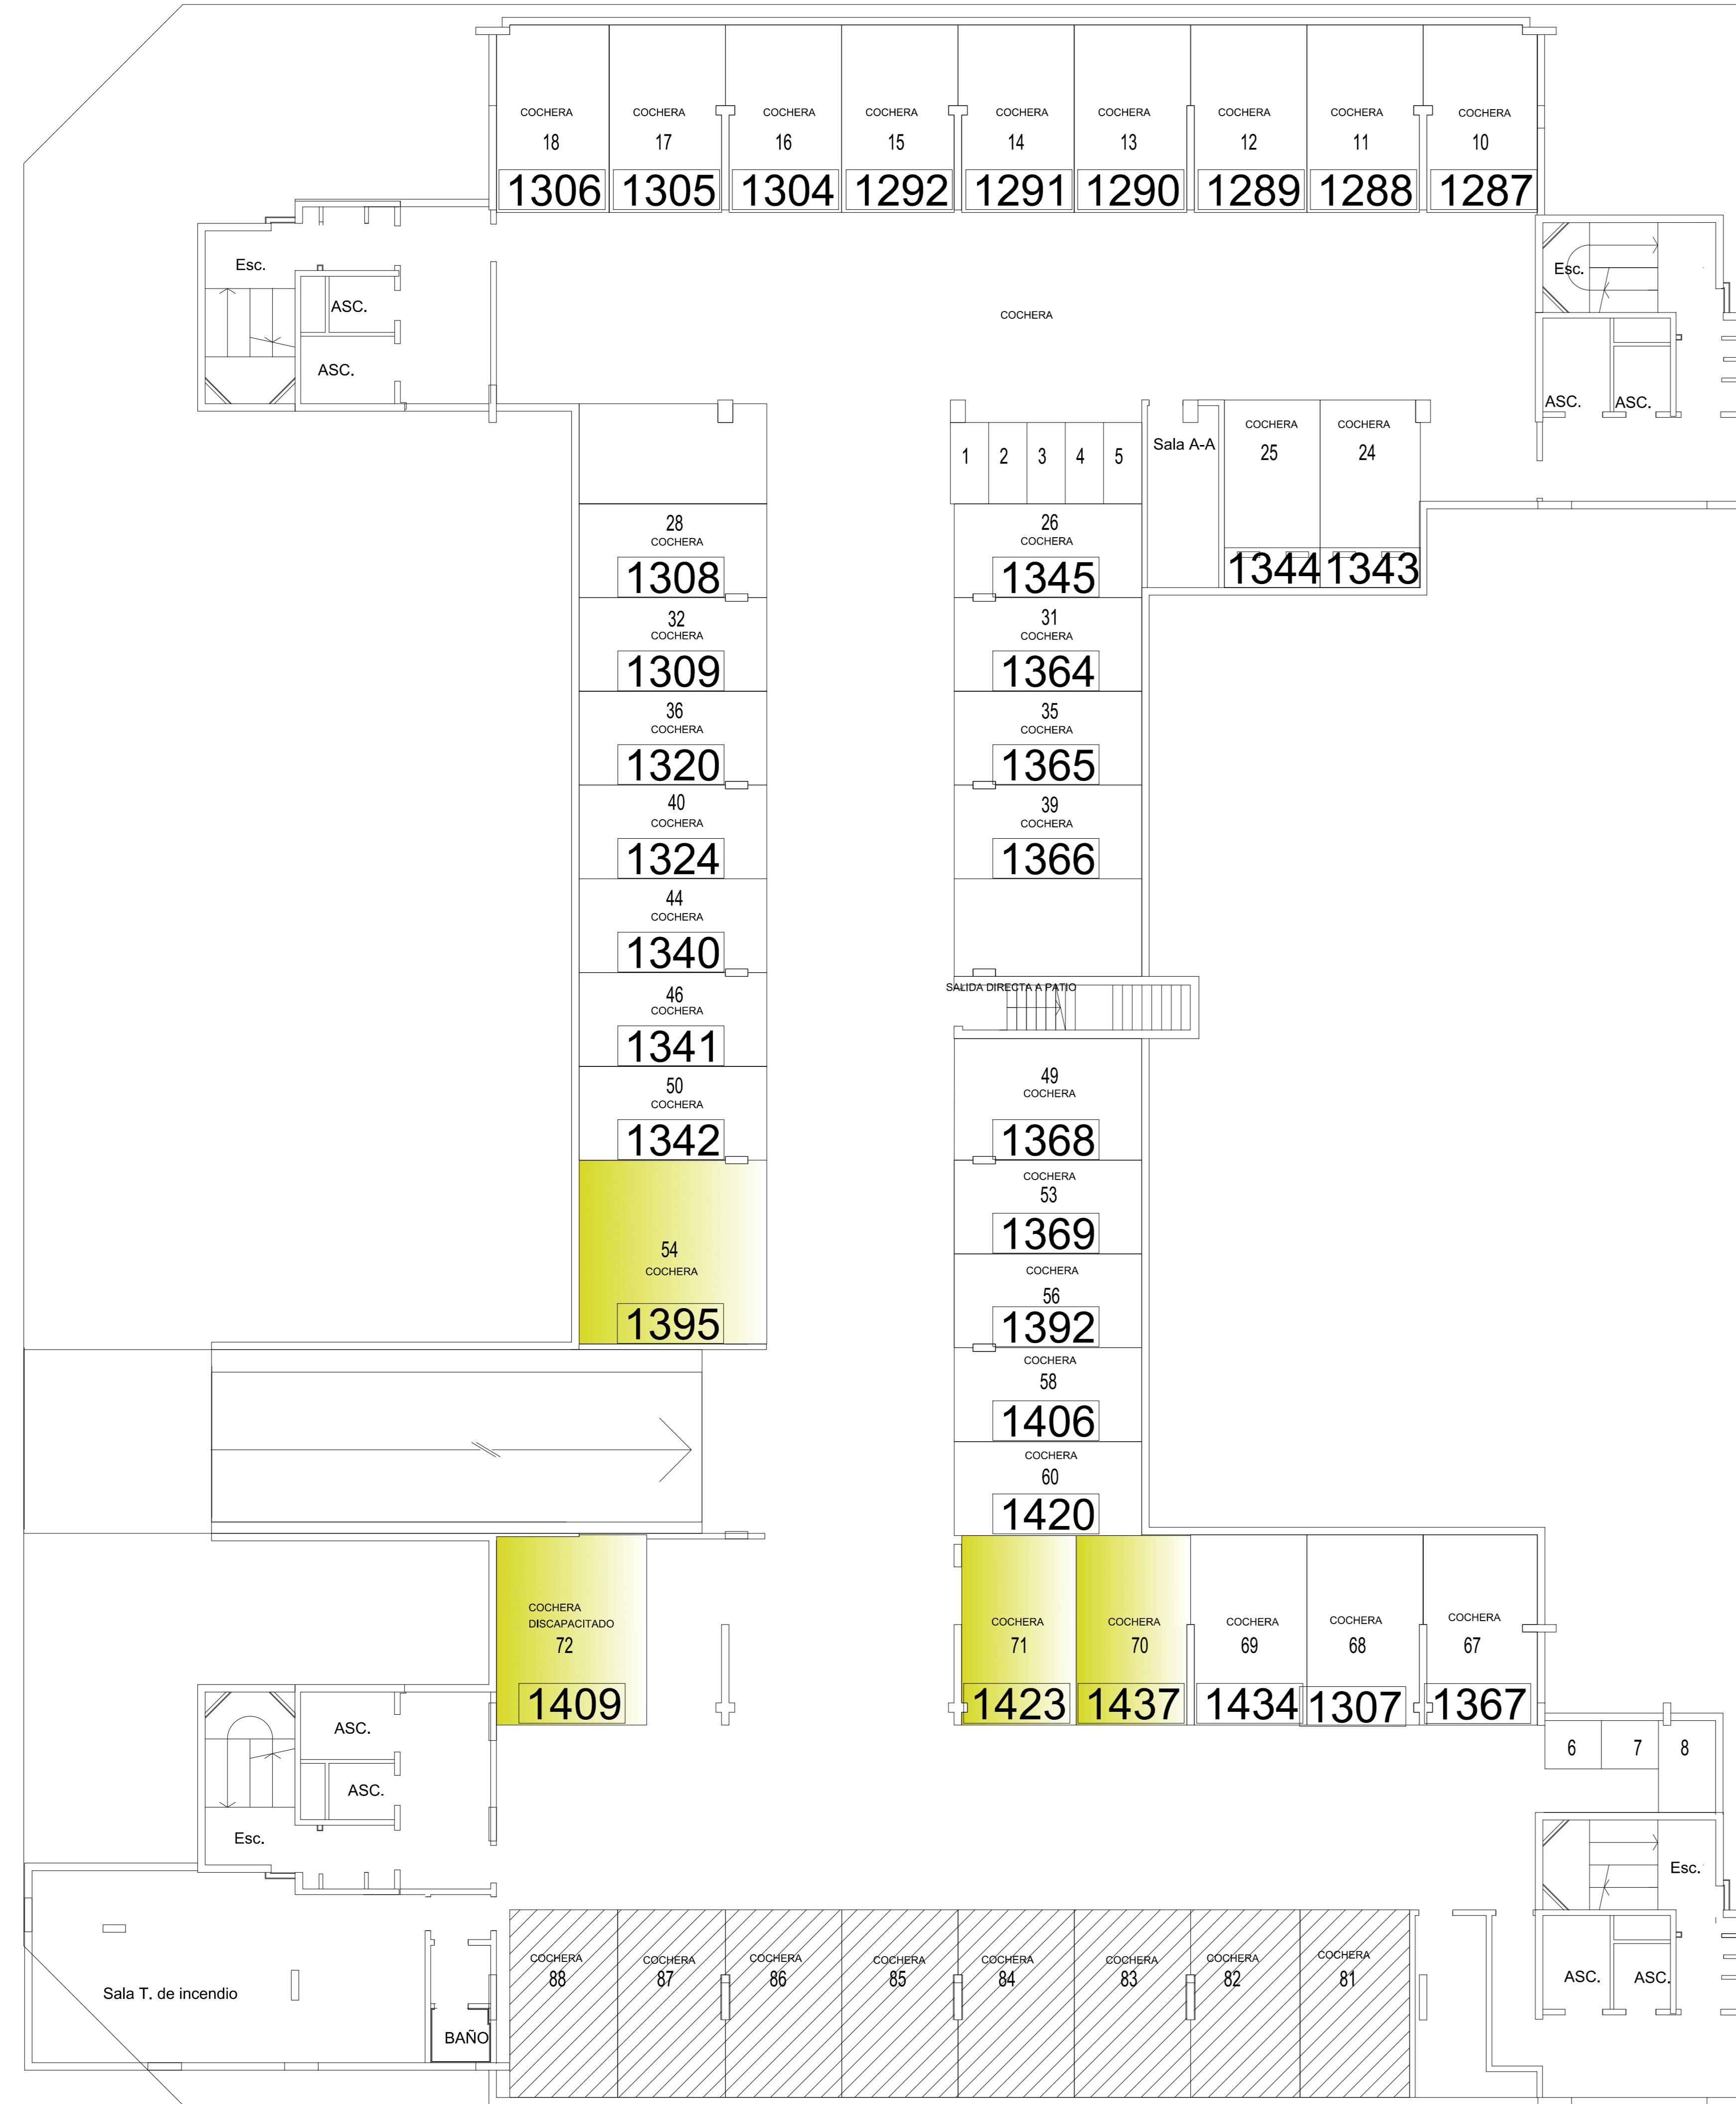 COCHERA COCHERA COCHERA COCHERA COCHERA COCHERA COCHERA COCHERA COCHERA
18 17 16 15 14 13 12 11 10
1306 1305 1304 1292 1291 1290 1289 1288 1287
Esc.
ASC.
ASC.
COCHERA
Esc.
ASC. ASC.
1 2 3 4 5
Sala A-A
COCHERA COCHERA
25 24
1344 1343
28
COCHERA
1308
32
COCHERA
1309
36
COCHERA
1320
40
COCHERA
1324
44
COCHERA
1340
46
COCHERA
1341
50
COCHERA
1342
54
COCHERA
1395
26
COCHERA
1345
31
COCHERA
1364
35
COCHERA
1365
39
COCHERA
1366
SALIDA DIRECTA A PATIO
49
COCHERA
1368
COCHERA
53
1369
COCHERA
56
1392
COCHERA
58
1406
COCHERA
60
1420
COCHERA
DISCAPACITADO
72
1409
COCHERA COCHERA COCHERA COCHERA COCHERA
71 70 69 68 67
1423 1437 1434 1307 1367
6 7 8
ASC.
ASC.
Esc.
Esc.
ASC. ASC.
Sala T. de incendio
BAÑO
COCHERA COCHERA COCHERA COCHERA COCHERA COCHERA COCHERA COCHERA
88 87 86 85 84 83 82 81